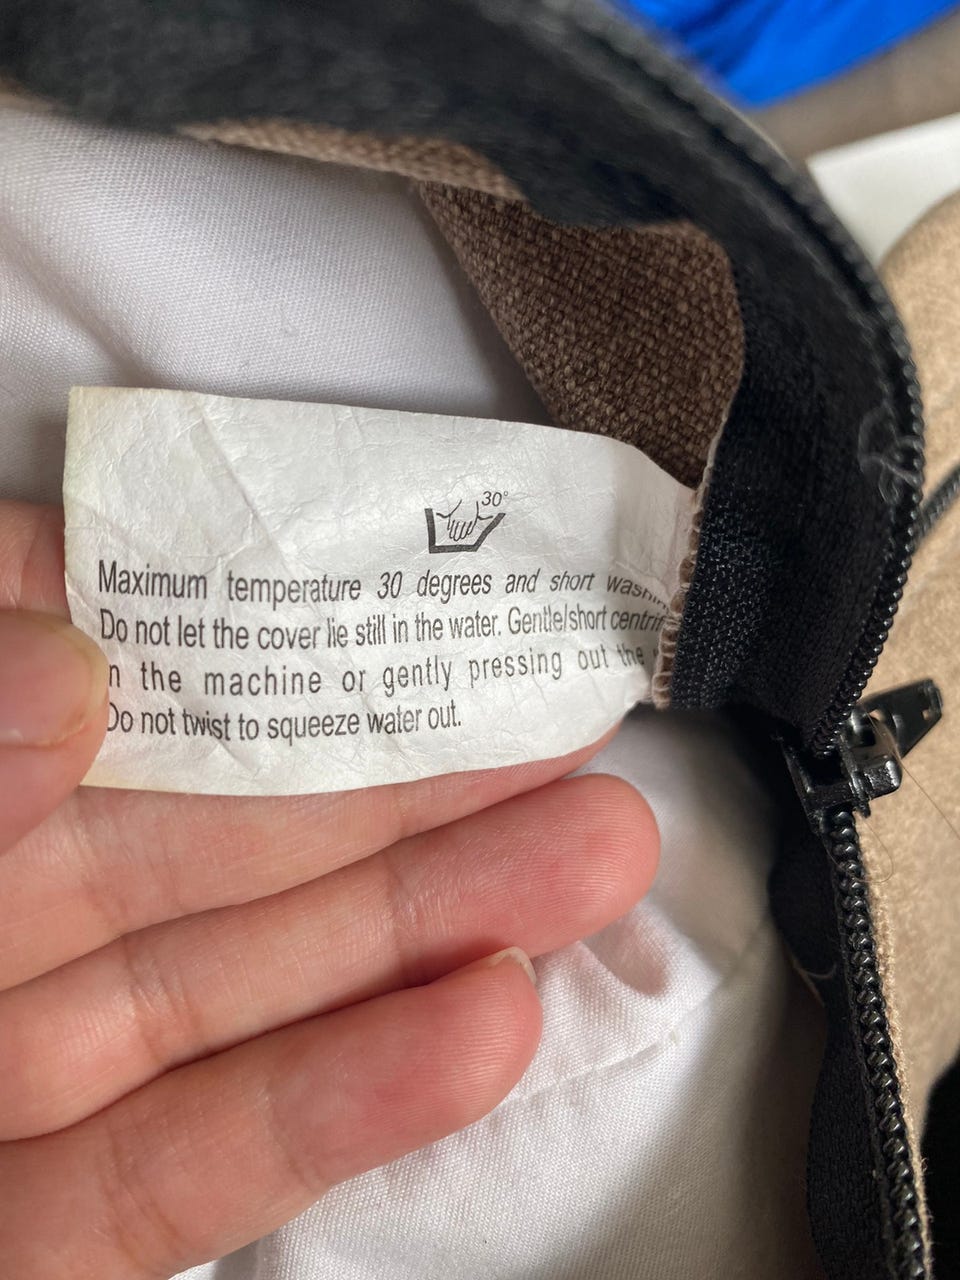 30°
Maximum temperature 30 degrees and short
Do not let the cover lie still in the water. Gentle/short
the machine or gently pressing out the
Do not twist to squeeze water out.